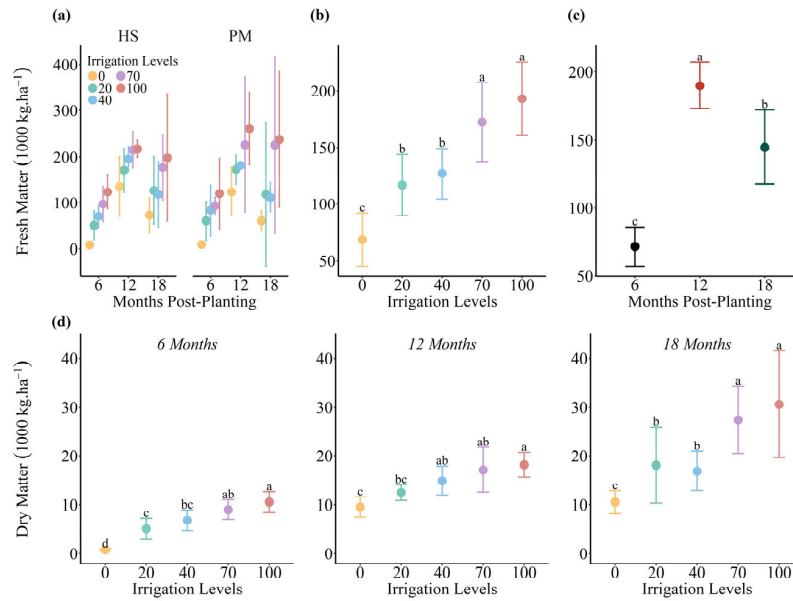 (a)
HS PM
Irrigation Levels
0 70
20 100
40
400
300
200
100
0
6 12 18 6 12 18
Months Post-Planting
Fresh Matter (1000 kg.ha⁻¹)
(b)
200
150
100
50
c b b a a
0 20 40 70 100
Irrigation Levels
(c)
200
150
100
50
c a b
6 12 18
Months Post-Planting
(d)
Dry Matter (1000 kg.ha⁻¹)
6 Months
40
30
20
10
0
d c bc ab a
0 20 40 70 100
Irrigation Levels
12 Months
40
30
20
10
0
c bc ab ab a
0 20 40 70 100
Irrigation Levels
18 Months
40
30
20
10
0
c b b a a
0 20 40 70 100
Irrigation Levels